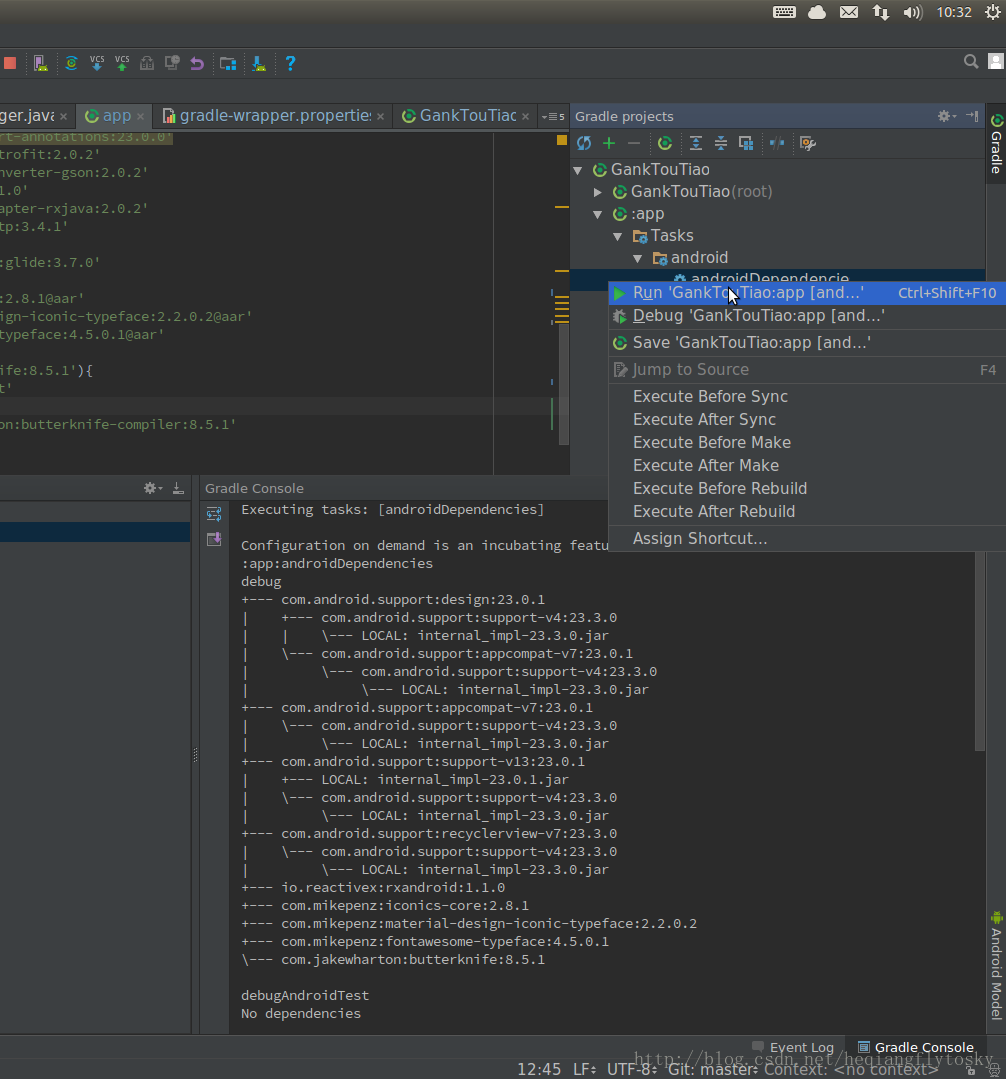 10:32
VCS VCS
ger.java
app
gradle-wrapper.properties
GankTouTiao
5
Gradle projects
rt-annotations:23.0.0'
trofit:2.0.2'
nverter-gson:2.0.2'
1.0'
apter-rxjava:2.0.2'
tp:3.4.1'
:glide:3.7.0'
:2.8.1@aar'
ign-iconic-typeface:2.2.0.2@aar'
typeface:4.5.0.1@aar'
ife:8.5.1'){
t'
on:butterknife-compiler:8.5.1'
GankTouTiao
GankTouTiao (root)
:app
Tasks
android
androidDependencie
Run 'GankTouTiao:app [and...' Ctrl+Shift+F10
Debug 'GankTouTiao:app [and...'
Save 'GankTouTiao:app [and...'
Jump to Source F4
Execute Before Sync
Execute After Sync
Execute Before Make
Execute After Make
Execute Before Rebuild
Execute After Rebuild
Assign Shortcut...
Gradle
Android Model
Gradle Console
Executing tasks: [androidDependencies]
Configuration on demand is an incubating featu
:app:androidDependencies
debug
+--- com.android.support:design:23.0.1
|    +--- com.android.support:support-v4:23.3.0
|    |    \--- LOCAL: internal_impl-23.3.0.jar
|    \--- com.android.support:appcompat-v7:23.0.1
|         \--- com.android.support:support-v4:23.3.0
|              \--- LOCAL: internal_impl-23.3.0.jar
+--- com.android.support:appcompat-v7:23.0.1
|    \--- com.android.support:support-v4:23.3.0
|         \--- LOCAL: internal_impl-23.3.0.jar
+--- com.android.support:support-v13:23.0.1
|    +--- LOCAL: internal_impl-23.0.1.jar
|    \--- com.android.support:support-v4:23.3.0
|         \--- LOCAL: internal_impl-23.3.0.jar
+--- com.android.support:recyclerview-v7:23.3.0
|    \--- com.android.support:support-v4:23.3.0
|         \--- LOCAL: internal_impl-23.3.0.jar
+--- io.reactivex:rxandroid:1.1.0
+--- com.mikepenz:iconics-core:2.8.1
+--- com.mikepenz:material-design-iconic-typeface:2.2.0.2
+--- com.mikepenz:fontawesome-typeface:4.5.0.1
\--- com.jakewharton:butterknife:8.5.1
debugAndroidTest
No dependencies
Event Log
Gradle Console
http://blog.csdn.net/heqiangflytosky
12:45 LF UTF-8 Git: master Context: <no context>